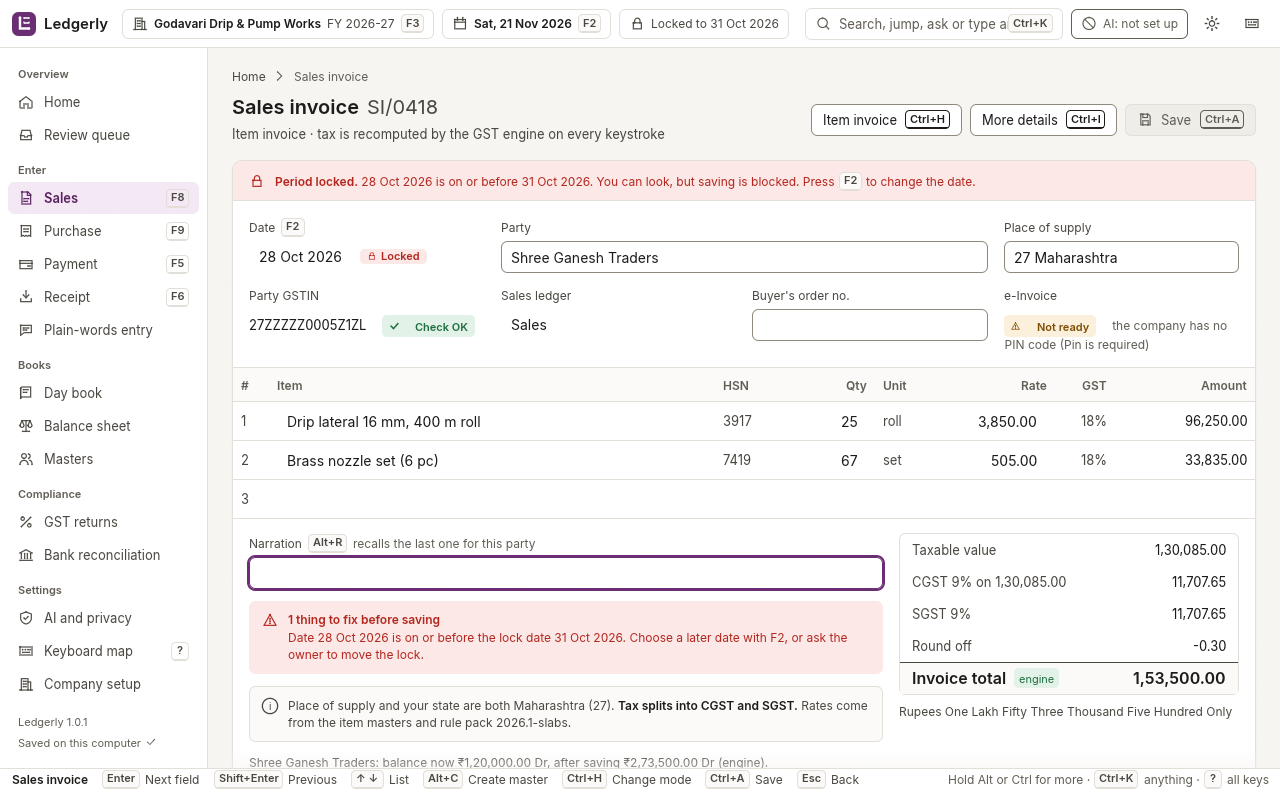 Ledgerly
Godavari Drip & Pump Works FY 2026-27 F3
Sat, 21 Nov 2026 F2
Locked to 31 Oct 2026
Search, jump, ask or type a Ctrl+K
AI: not set up
Overview
Home
Review queue
Enter
Sales F8
Purchase F9
Payment F5
Receipt F6
Plain-words entry
Books
Day book
Balance sheet
Masters
Compliance
GST returns
Bank reconciliation
Settings
AI and privacy
Keyboard map ?
Company setup
Ledgerly 1.0.1
Saved on this computer
Home > Sales invoice
Sales invoice SI/0418
Item invoice · tax is recomputed by the GST engine on every keystroke
Item invoice Ctrl+H
More details Ctrl+I
Save Ctrl+A
Period locked. 28 Oct 2026 is on or before 31 Oct 2026. You can look, but saving is blocked. Press F2 to change the date.
Date F2
28 Oct 2026 Locked
Party
Shree Ganesh Traders
Place of supply
27 Maharashtra
Party GSTIN
27ZZZZZ0005Z1ZL Check OK
Sales ledger
Sales
Buyer's order no.
e-Invoice
Not ready the company has no
PIN code (Pin is required)
# Item HSN Qty Unit Rate GST Amount
1 Drip lateral 16 mm, 400 m roll 3917 25 roll 3,850.00 18% 96,250.00
2 Brass nozzle set (6 pc) 7419 67 set 505.00 18% 33,835.00
3
Narration Alt+R recalls the last one for this party
1 thing to fix before saving
Date 28 Oct 2026 is on or before the lock date 31 Oct 2026. Choose a later date with F2, or ask the
owner to move the lock.
Place of supply and your state are both Maharashtra (27). Tax splits into CGST and SGST. Rates come
from the item masters and rule pack 2026.1-slabs.
Shree Ganesh Traders: balance now ₹1,20,000.00 Dr, after saving ₹2,73,500.00 Dr (engine).
Taxable value 1,30,085.00
CGST 9% on 1,30,085.00 11,707.65
SGST 9% 11,707.65
Round off -0.30
Invoice total engine 1,53,500.00
Rupees One Lakh Fifty Three Thousand Five Hundred Only
Sales invoice Enter Next field Shift+Enter Previous ↑ ↓ List Alt+C Create master Ctrl+H Change mode Ctrl+A Save Esc Back
Hold Alt or Ctrl for more · Ctrl+K anything · ? all keys